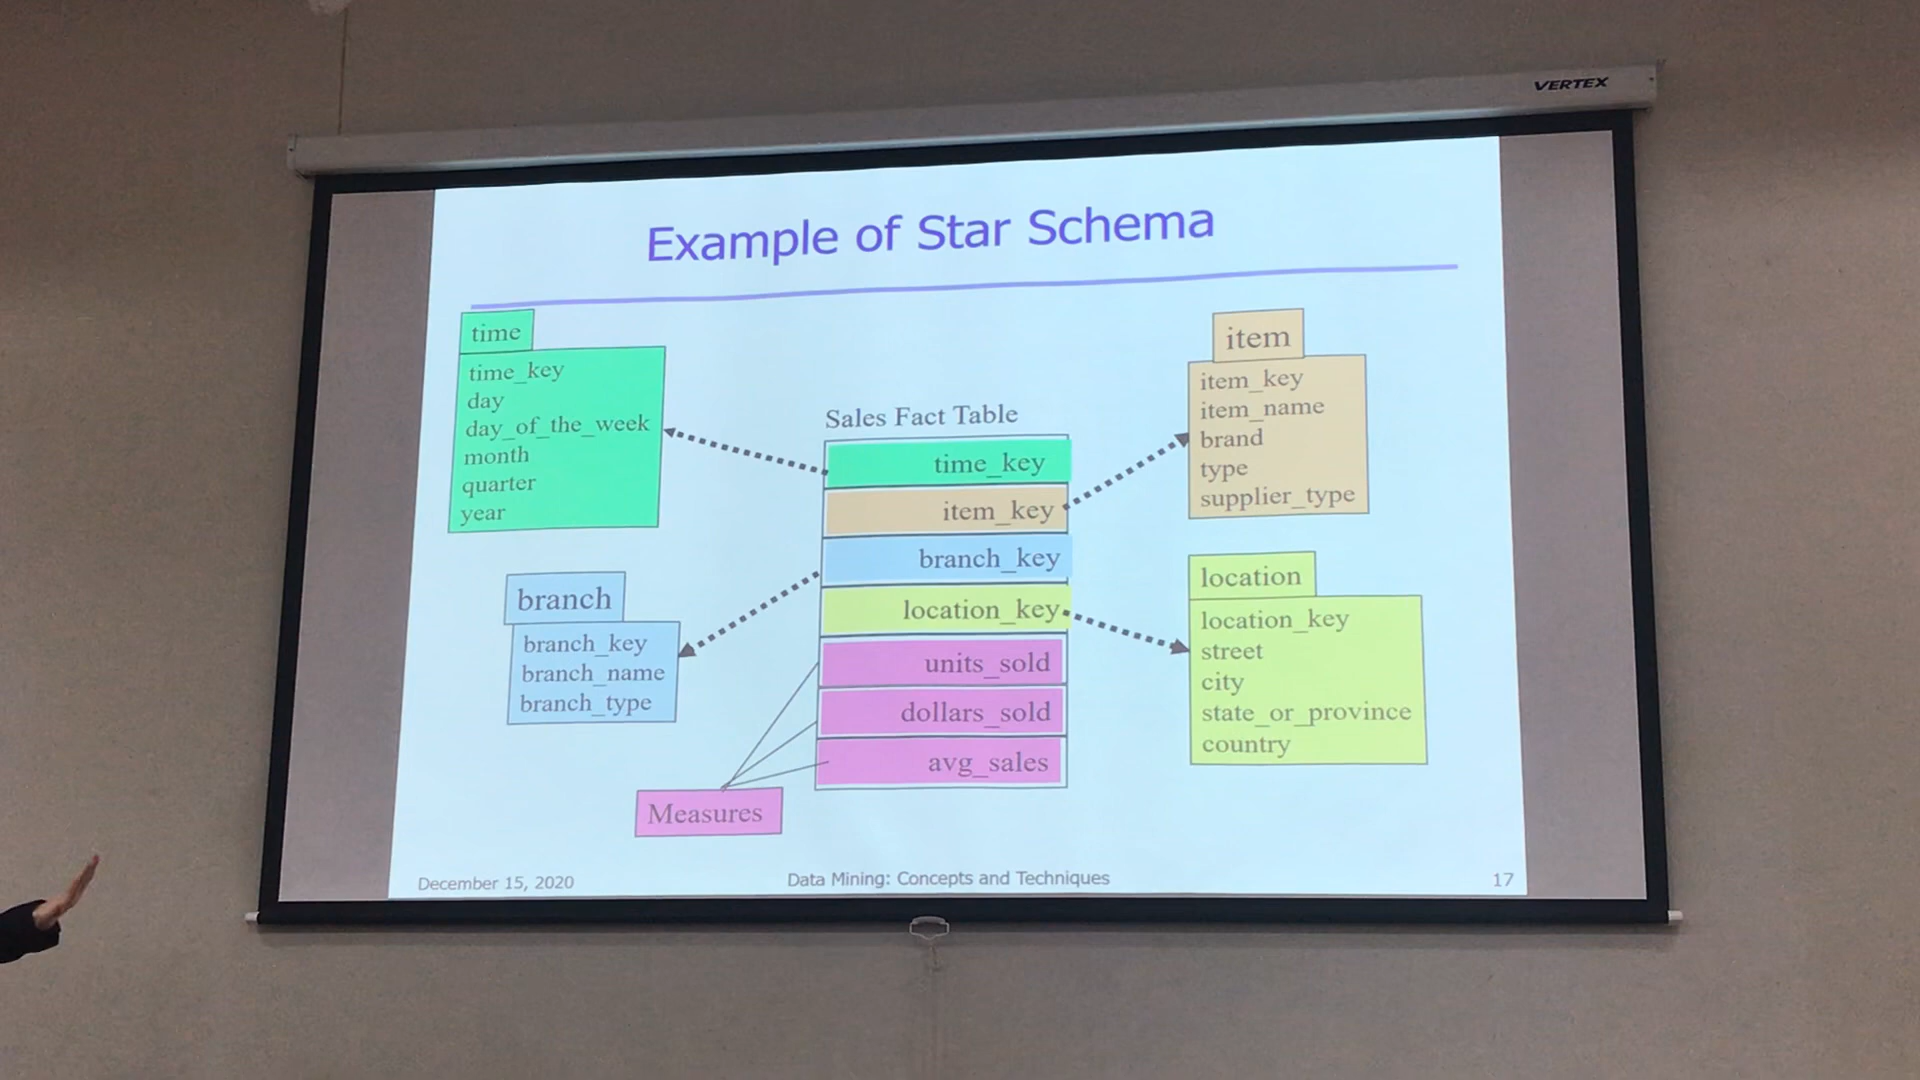 VERTEX
Example of Star Schema
time
time_key
day
day_of_the_week
month
quarter
year
item
item_key
item_name
brand
type
supplier_type
Sales Fact Table
time_key
item_key
branch_key
location_key
units_sold
dollars_sold
avg_sales
branch
branch_key
branch_name
branch_type
location
location_key
street
city
state_or_province
country
Measures
December 15, 2020
Data Mining: Concepts and Techniques
17